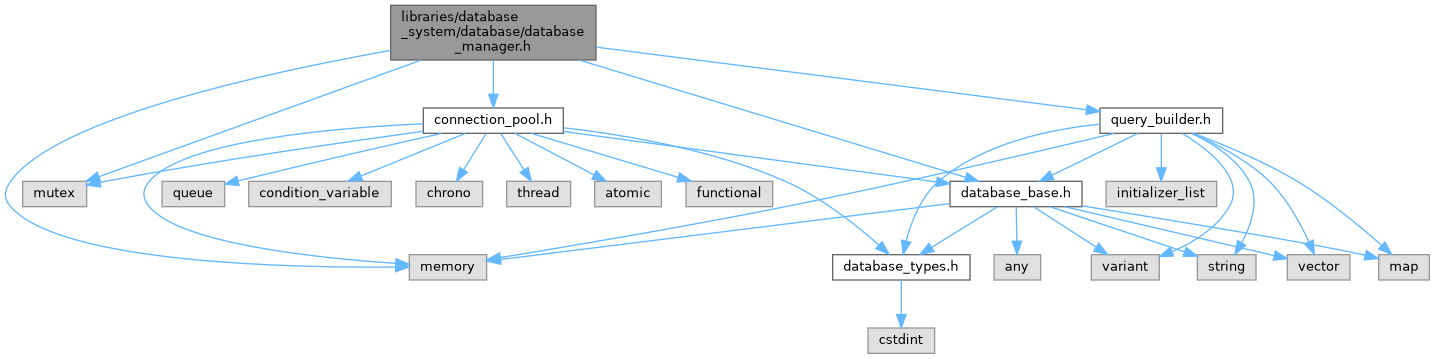 libraries/database
_system/database/database
_manager.h
connection_pool.h
query_builder.h
mutex
queue
condition_variable
chrono
thread
atomic
functional
database_base.h
initializer_list
memory
database_types.h
any
variant
string
vector
map
cstdint